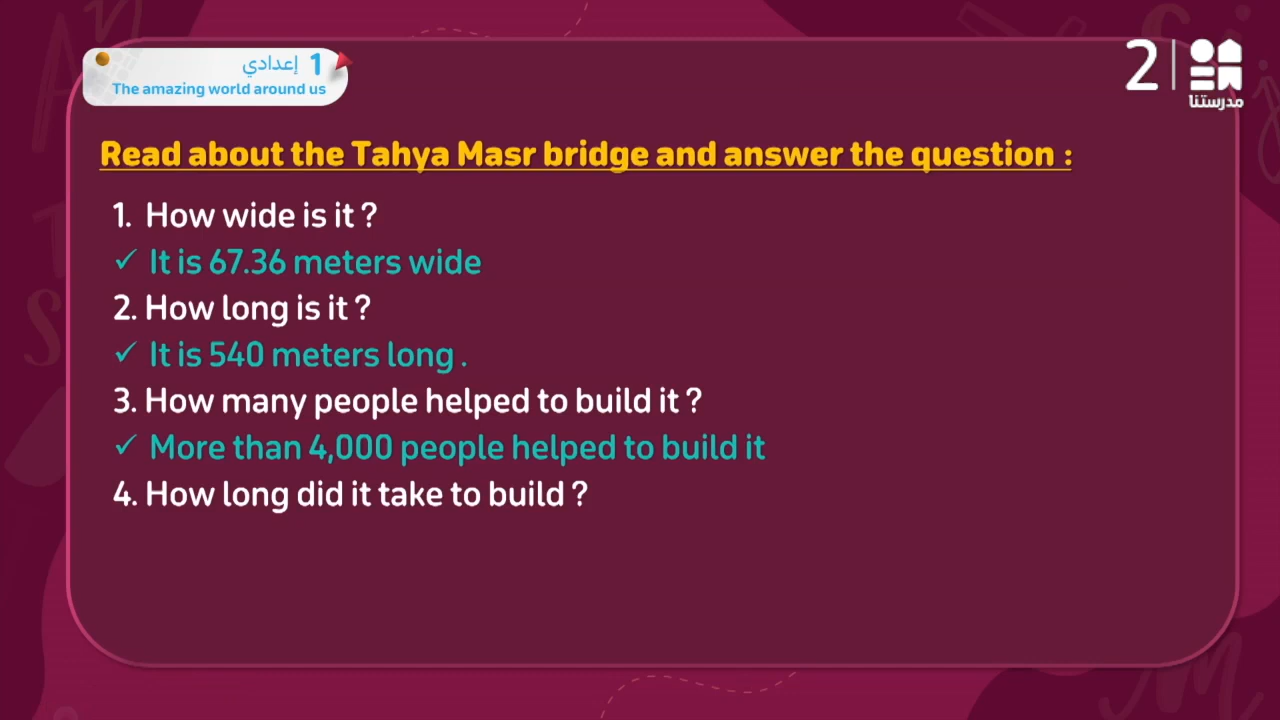 1 إعدادي
The amazing world around us
2
مدرستنا
Read about the Tahya Masr bridge and answer the question :
1. How wide is it ?
✓ It is 67.36 meters wide
2. How long is it ?
✓ It is 540 meters long .
3. How many people helped to build it ?
✓ More than 4,000 people helped to build it
4. How long did it take to build ?